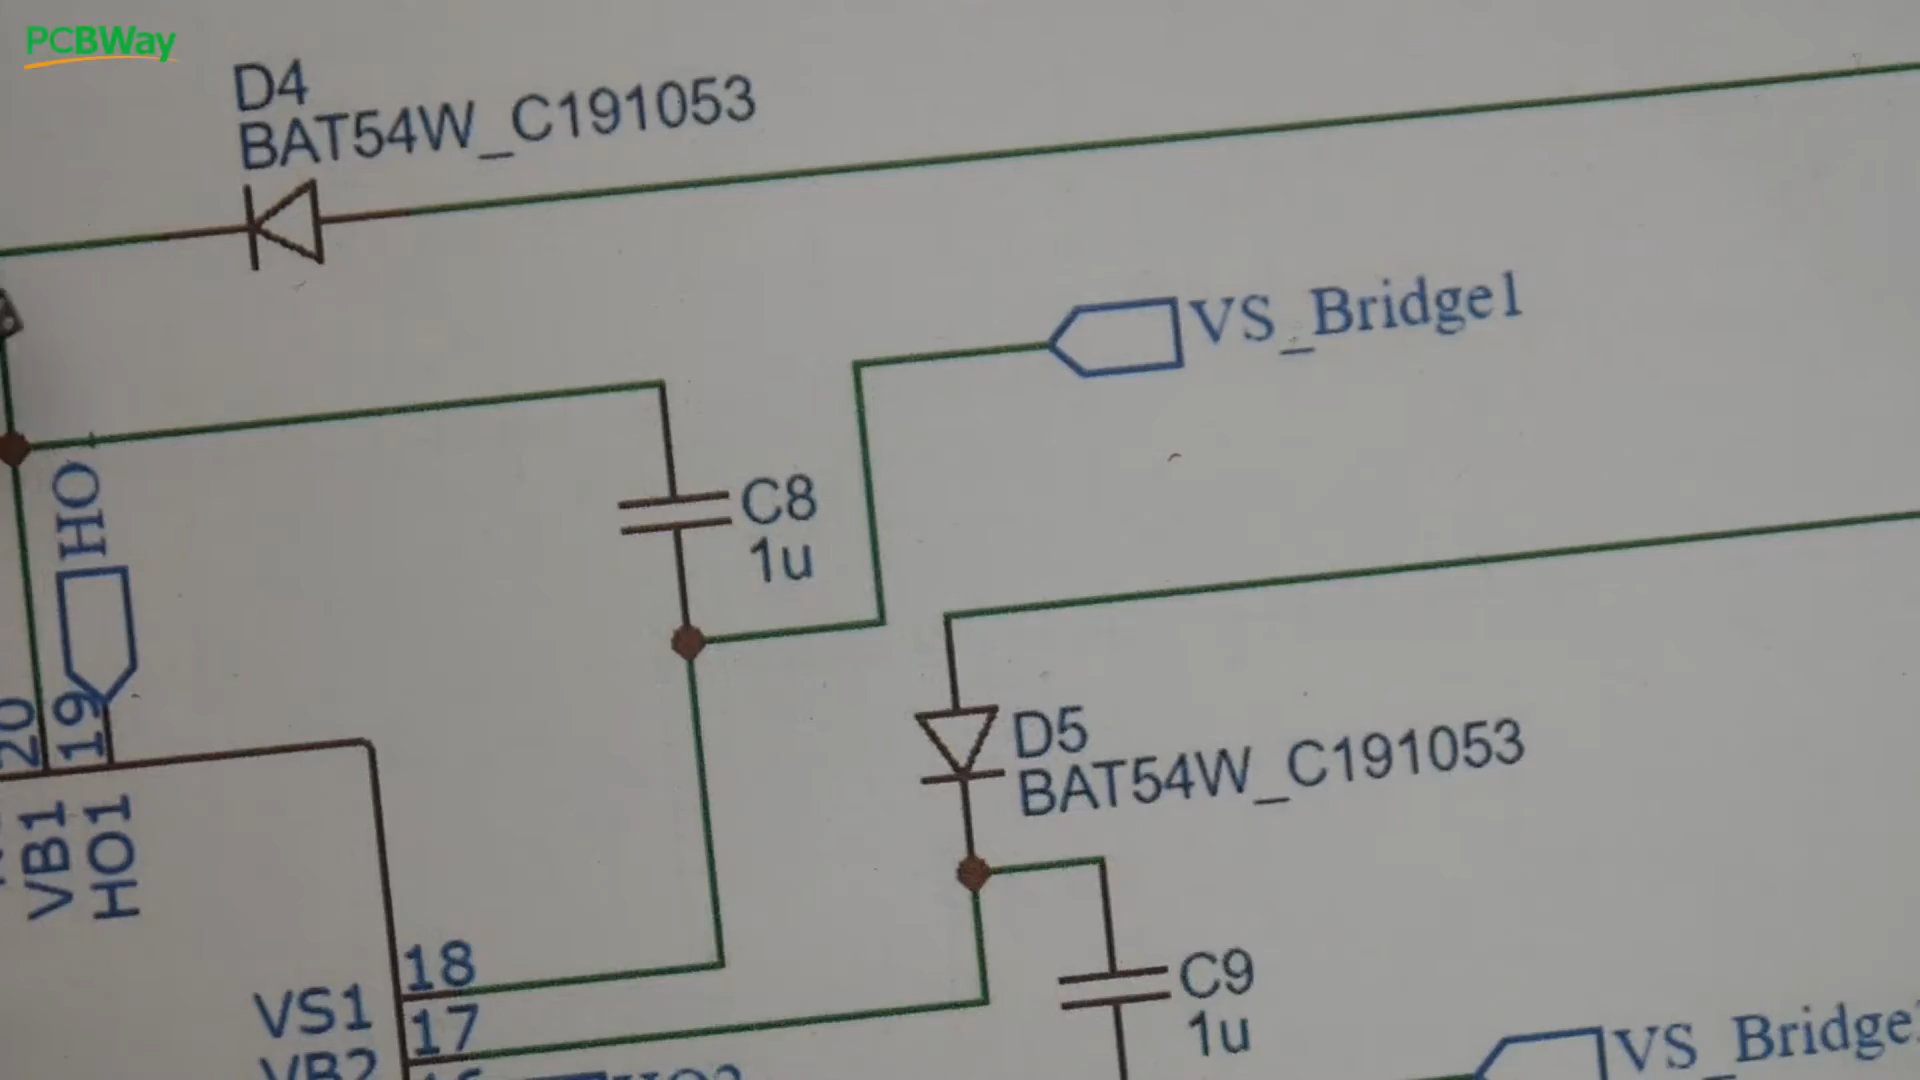 PCBWay
D4
BAT54W_C191053
VS_Bridge1
HO
C8
1u
D5
BAT54W_C191053
20
19
VB1
HO1
18
VS1
17
VB2
C9
1u
VS_Bridge